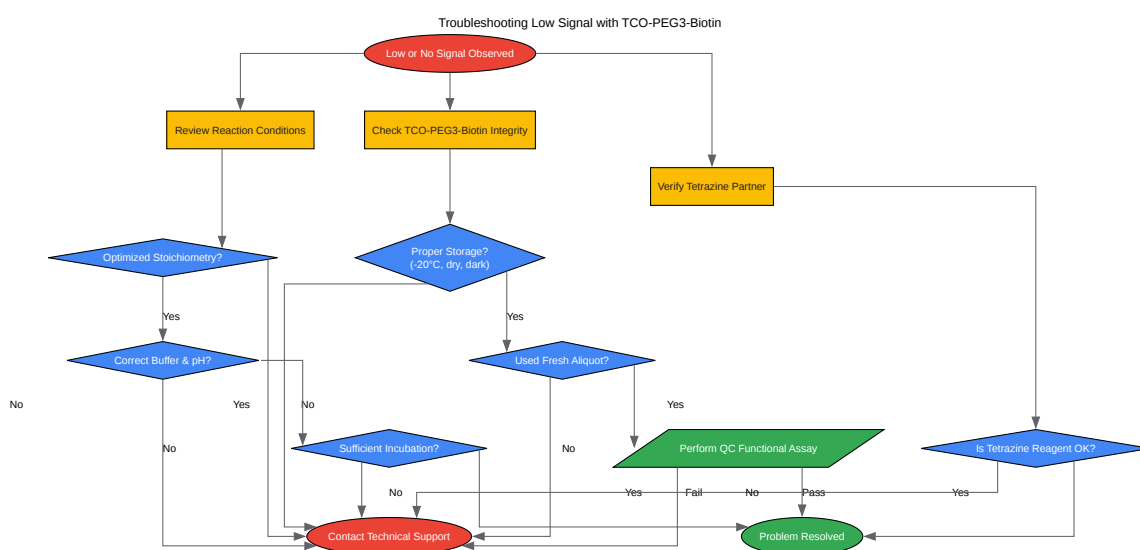 Troubleshooting Low Signal with TCO-PEG3-Biotin
Low or No Signal Observed
Review Reaction Conditions
Check TCO-PEG3-Biotin Integrity
Verify Tetrazine Partner
Optimized Stoichiometry?
Proper Storage?
(-20°C, dry, dark)
Yes
Yes
Correct Buffer & pH?
Used Fresh Aliquot?
No
Yes
No
Yes
No
Sufficient Incubation?
No
Perform QC Functional Assay
Is Tetrazine Reagent OK?
No
Yes
Fail
No
Pass
Yes
Contact Technical Support
Problem Resolved